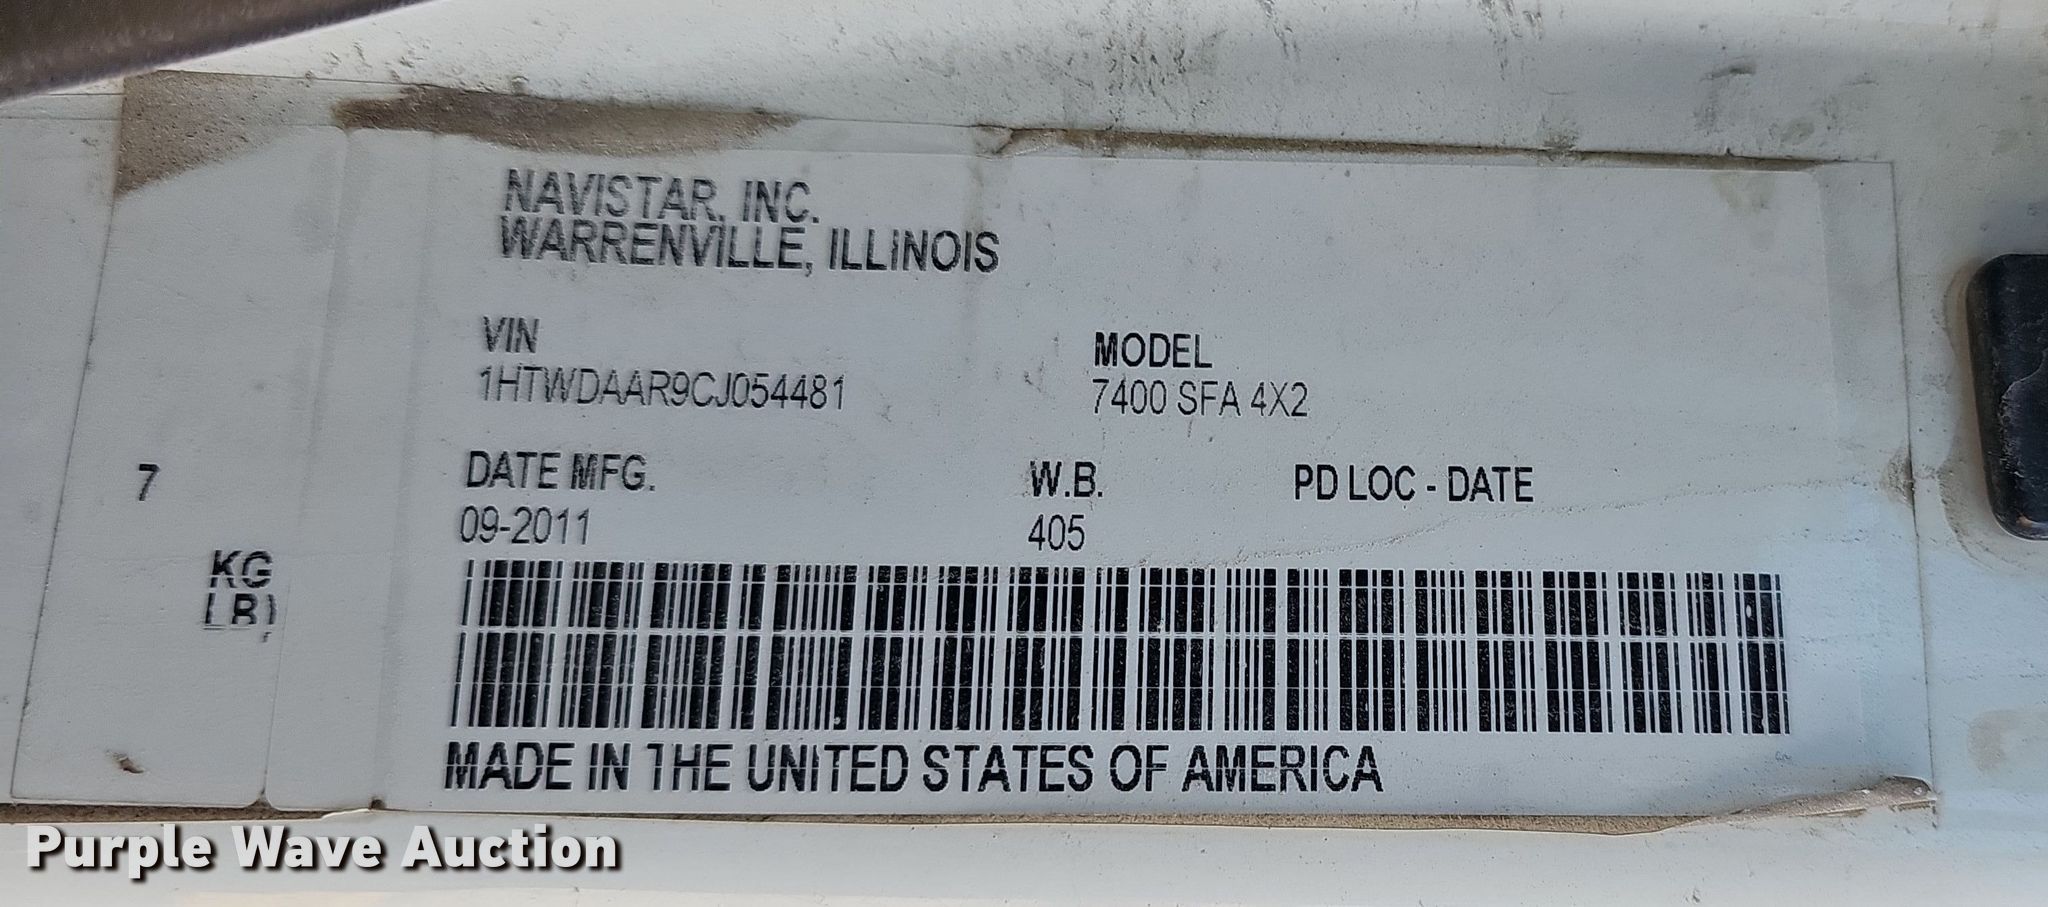 NAVISTAR, INC.
WARRENVILLE, ILLINOIS
VIN
1HTWDAAR9CJ054481
MODEL
7400 SFA 4X2
DATE MFG.
09-2011
W.B.
405
PD LOC - DATE
7
KG
LB)
MADE IN THE UNITED STATES OF AMERICA
Purple Wave Auction